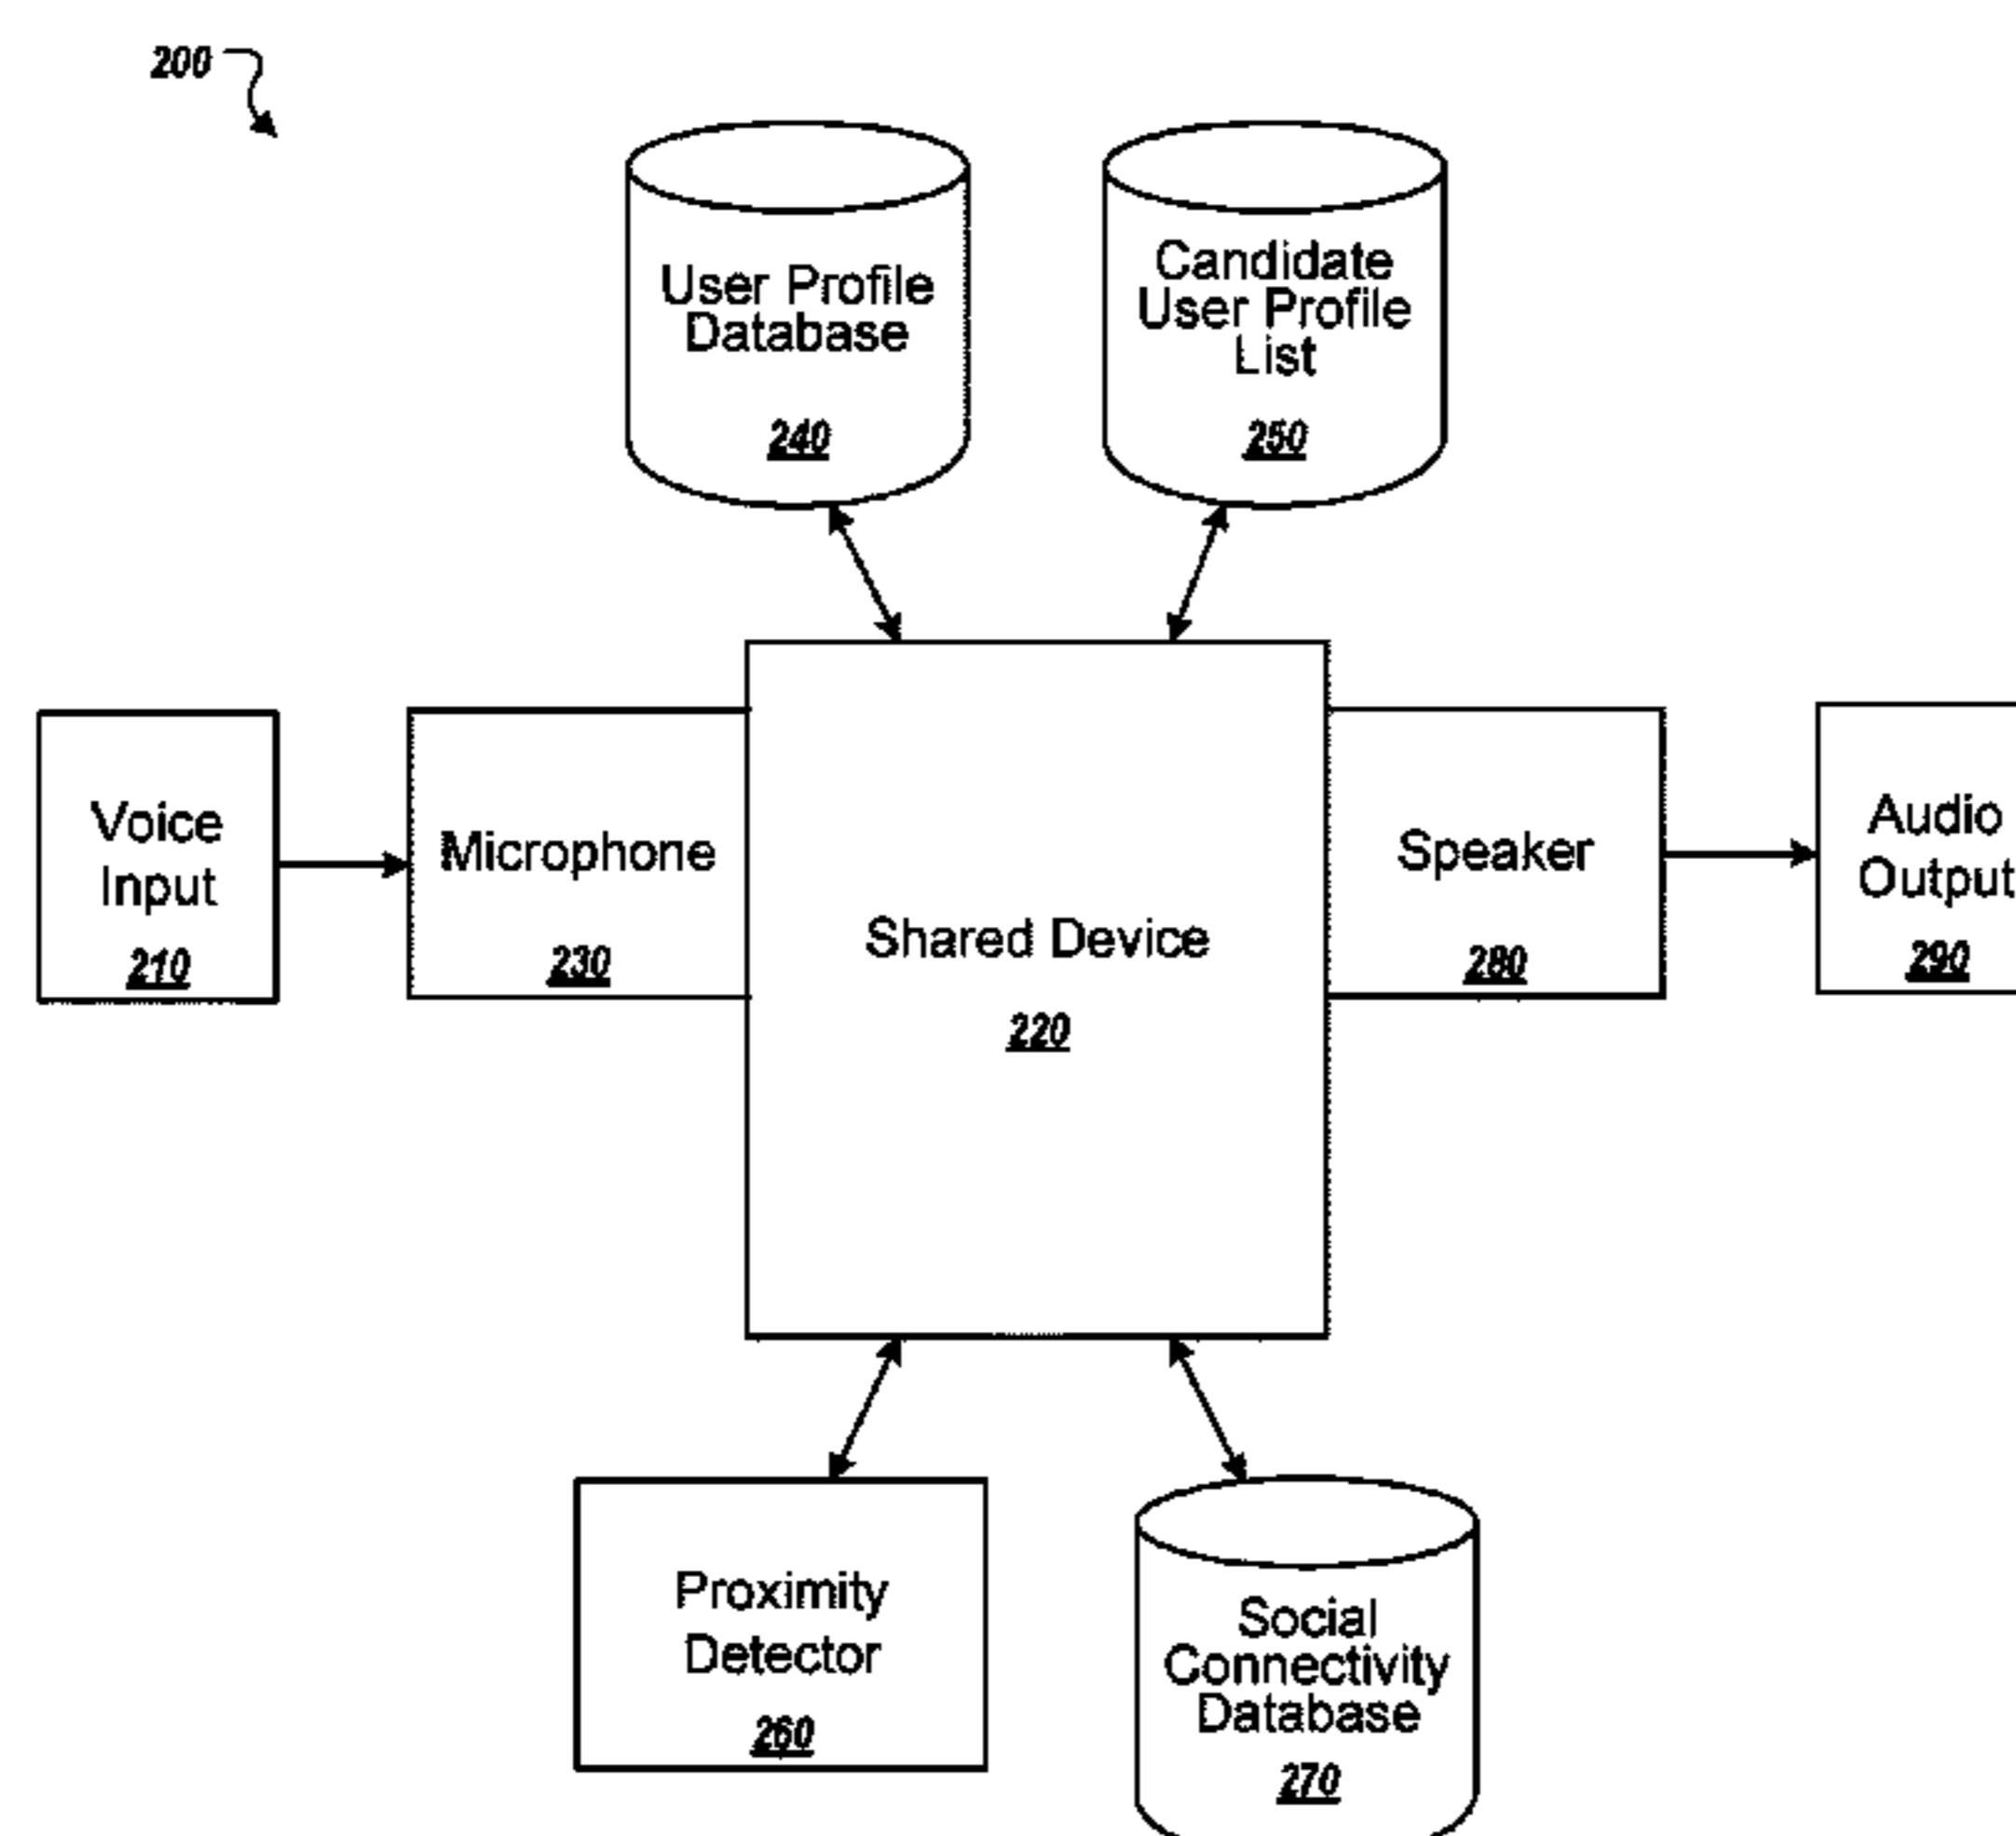 200
User Profile
Database
240
Candidate
User Profile
List
250
Voice
Input
210
Microphone
230
Shared Device
220
Speaker
280
Audio
Output
290
Proximity
Detector
260
Social
Connectivity
Database
270